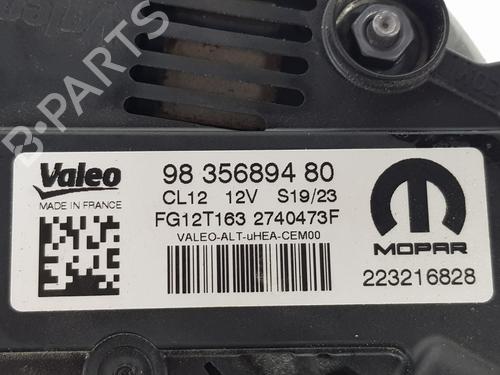 Valeo
MADE IN FRANCE
98 356894 80
CL12 12V S19/23
FG12T163 2740473F
VALEO-ALT-uHEA-CEM00
MOPAR
223216828
B-PARTS